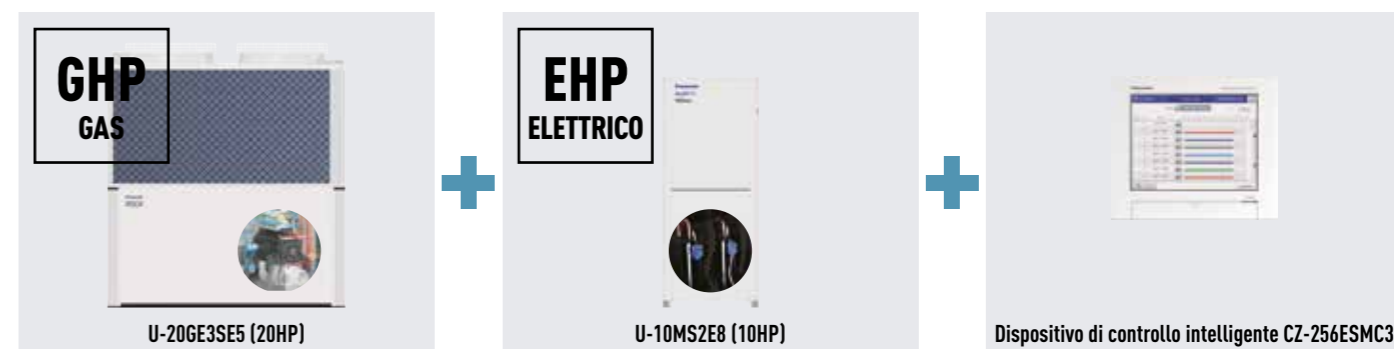 GHP
GAS
EHP
ELETTRICO
U-20GE3SE5 (20HP)
U-10MS2E8 (10HP)
Dispositivo di controllo intelligente CZ-256ESMC3